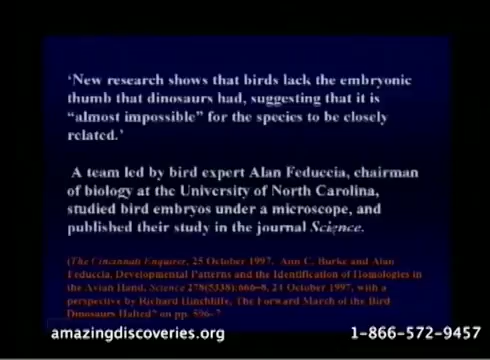 ‘New research shows that birds lack the embryonic
thumb that dinosaurs had, suggesting that it is
“almost impossible” for the species to be closely
related.’
A team led by bird expert Alan Feduccia, chairman
of biology at the University of North Carolina,
studied bird embryos under a microscope, and
published their study in the journal Science.
(The Cincinnati Enquirer, 25 October 1997. Ann C. Burke and Alan
Feduccia, Developmental Patterns and the Identification of Homologies in
the Avian Hand, Science 278(5338):666–8, 24 October 1997, with a
perspective by Richard Hinchliffe, The Forward March of the Bird
Dinosaurs Halted” on pp. 596–7
amazingdiscoveries.org
1-866-572-9457